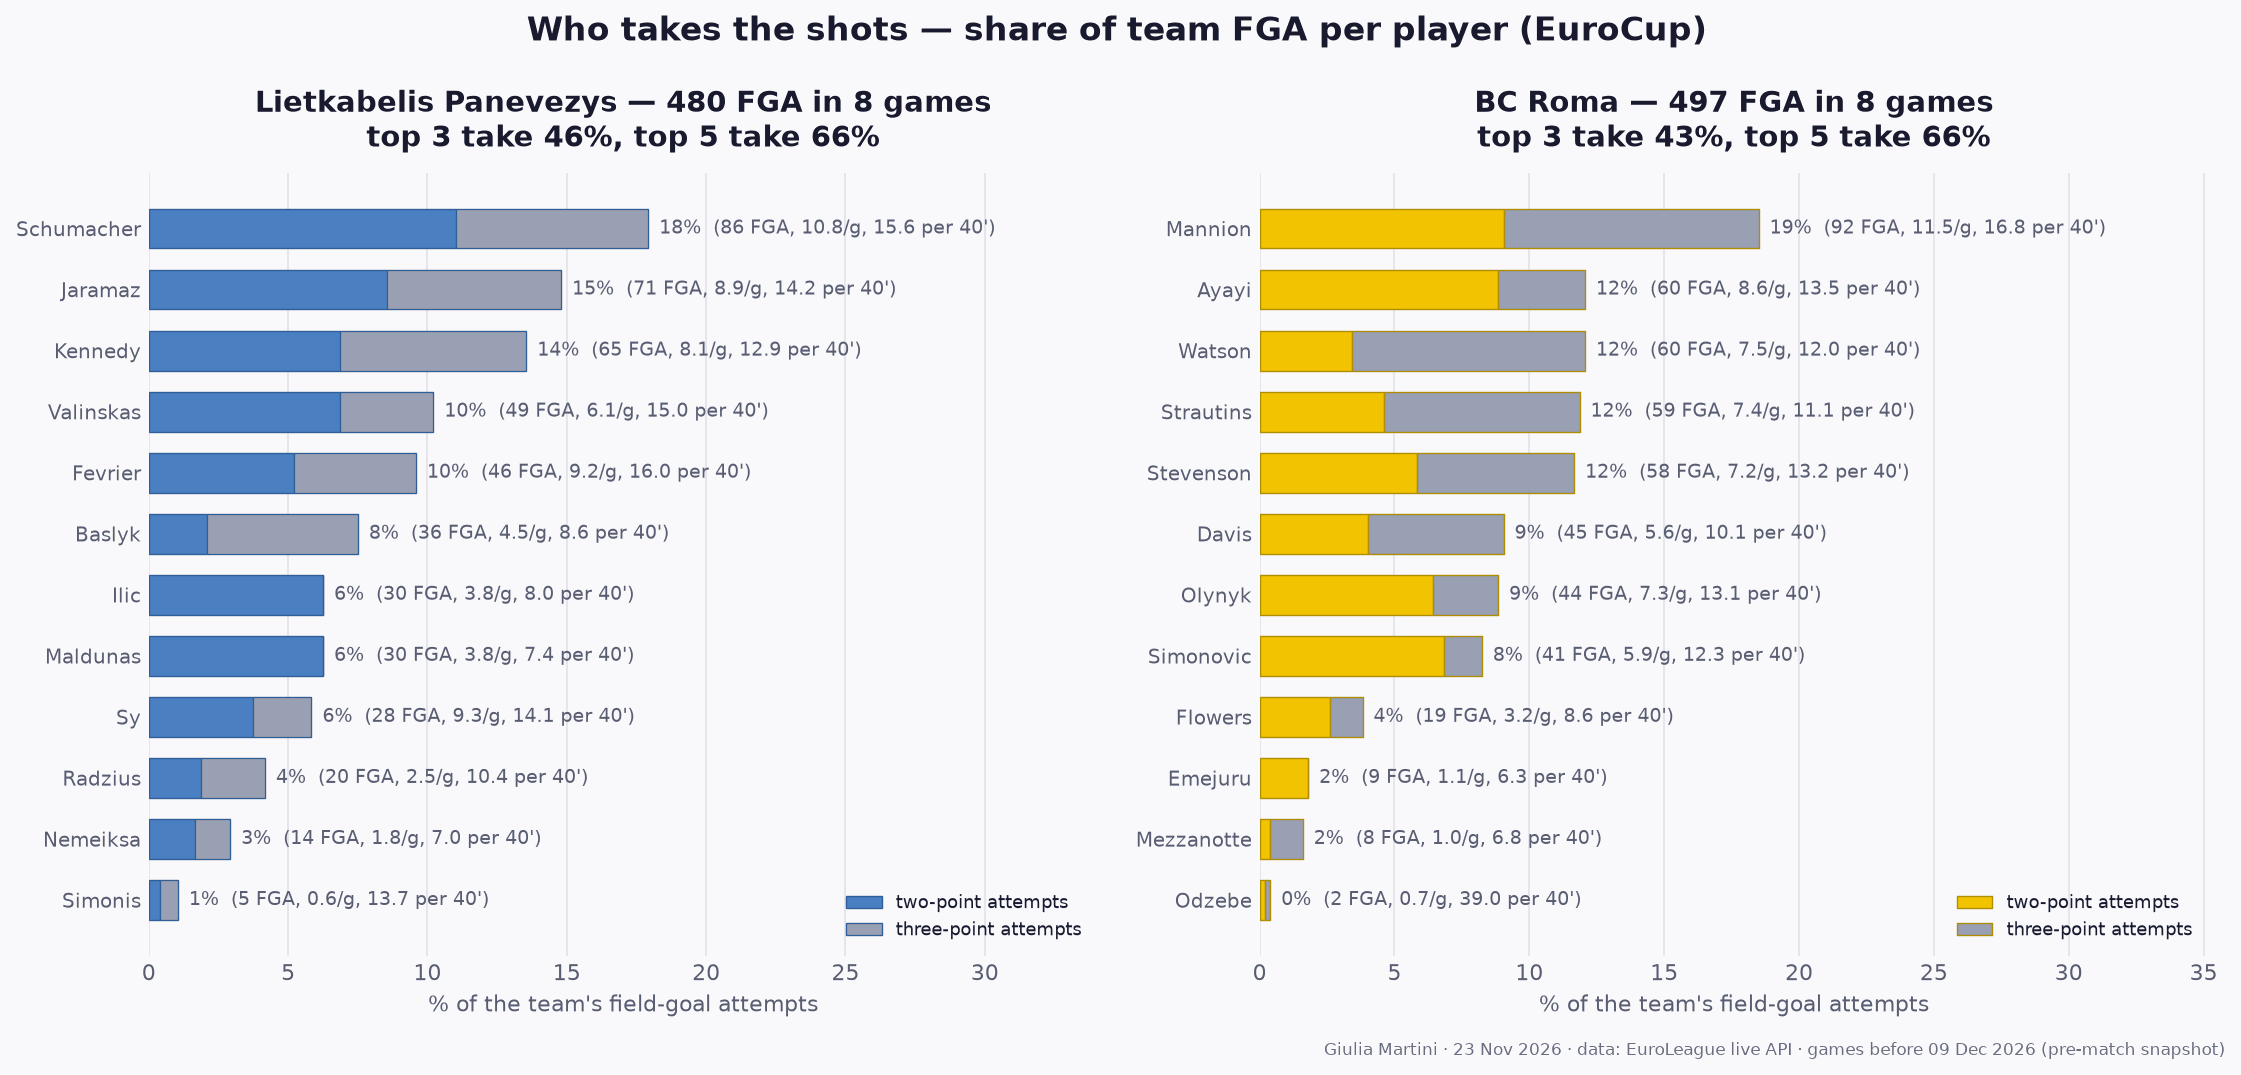 Who takes the shots — share of team FGA per player (EuroCup)
Lietkabelis Panevezys — 480 FGA in 8 games
top 3 take 46%, top 5 take 66%
Schumacher 18% (86 FGA, 10.8/g, 15.6 per 40')
Jaramaz 15% (71 FGA, 8.9/g, 14.2 per 40')
Kennedy 14% (65 FGA, 8.1/g, 12.9 per 40')
Valinskas 10% (49 FGA, 6.1/g, 15.0 per 40')
Fevrier 10% (46 FGA, 9.2/g, 16.0 per 40')
Baslyk 8% (36 FGA, 4.5/g, 8.6 per 40')
Ilic 6% (30 FGA, 3.8/g, 8.0 per 40')
Maldunas 6% (30 FGA, 3.8/g, 7.4 per 40')
Sy 6% (28 FGA, 9.3/g, 14.1 per 40')
Radzius 4% (20 FGA, 2.5/g, 10.4 per 40')
Nemeiksa 3% (14 FGA, 1.8/g, 7.0 per 40')
Simonis 1% (5 FGA, 0.6/g, 13.7 per 40')
two-point attempts
three-point attempts
0 5 10 15 20 25 30
% of the team's field-goal attempts
BC Roma — 497 FGA in 8 games
top 3 take 43%, top 5 take 66%
Mannion 19% (92 FGA, 11.5/g, 16.8 per 40')
Ayayi 12% (60 FGA, 8.6/g, 13.5 per 40')
Watson 12% (60 FGA, 7.5/g, 12.0 per 40')
Strautins 12% (59 FGA, 7.4/g, 11.1 per 40')
Stevenson 12% (58 FGA, 7.2/g, 13.2 per 40')
Davis 9% (45 FGA, 5.6/g, 10.1 per 40')
Olynyk 9% (44 FGA, 7.3/g, 13.1 per 40')
Simonovic 8% (41 FGA, 5.9/g, 12.3 per 40')
Flowers 4% (19 FGA, 3.2/g, 8.6 per 40')
Emejuru 2% (9 FGA, 1.1/g, 6.3 per 40')
Mezzanotte 2% (8 FGA, 1.0/g, 6.8 per 40')
Odzebe 0% (2 FGA, 0.7/g, 39.0 per 40')
two-point attempts
three-point attempts
0 5 10 15 20 25 30 35
% of the team's field-goal attempts
Giulia Martini · 23 Nov 2026 · data: EuroLeague live API · games before 09 Dec 2026 (pre-match snapshot)